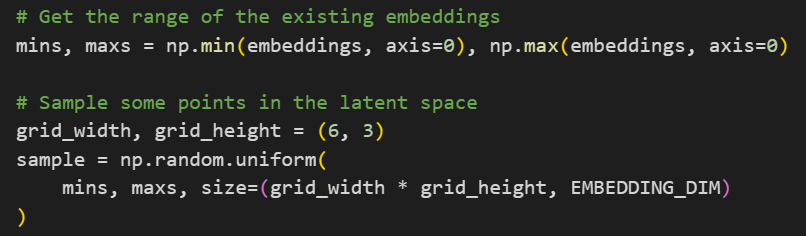 # Get the range of the existing embeddings
mins, maxs = np.min(embeddings, axis=0), np.max(embeddings, axis=0)

# Sample some points in the latent space
grid_width, grid_height = (6, 3)
sample = np.random.uniform(
    mins, maxs, size=(grid_width * grid_height, EMBEDDING_DIM)
)